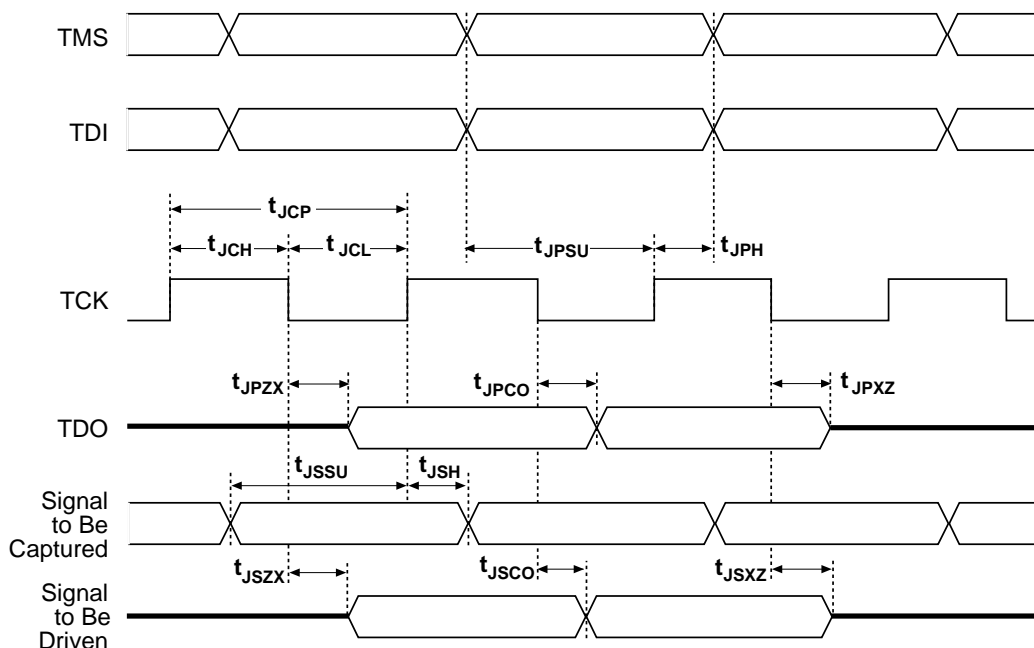 TMS
TDI
tJCP
tJCH tJCL tJPSU tJPH
TCK
tJPZX tJPCO tJPXZ
TDO
tJSSU tJSH
Signal
to Be
Captured
tJSZX tJSCO tJSXZ
Signal
to Be
Driven